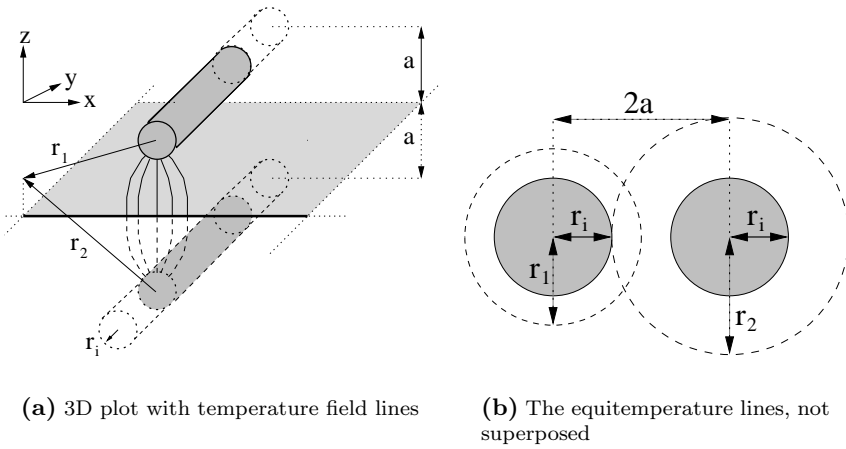 z
y
x
a
a
r1
r2
ri
2a
ri
ri
r1
r2
(a) 3D plot with temperature field lines
(b) The equitemperature lines, not
superposed